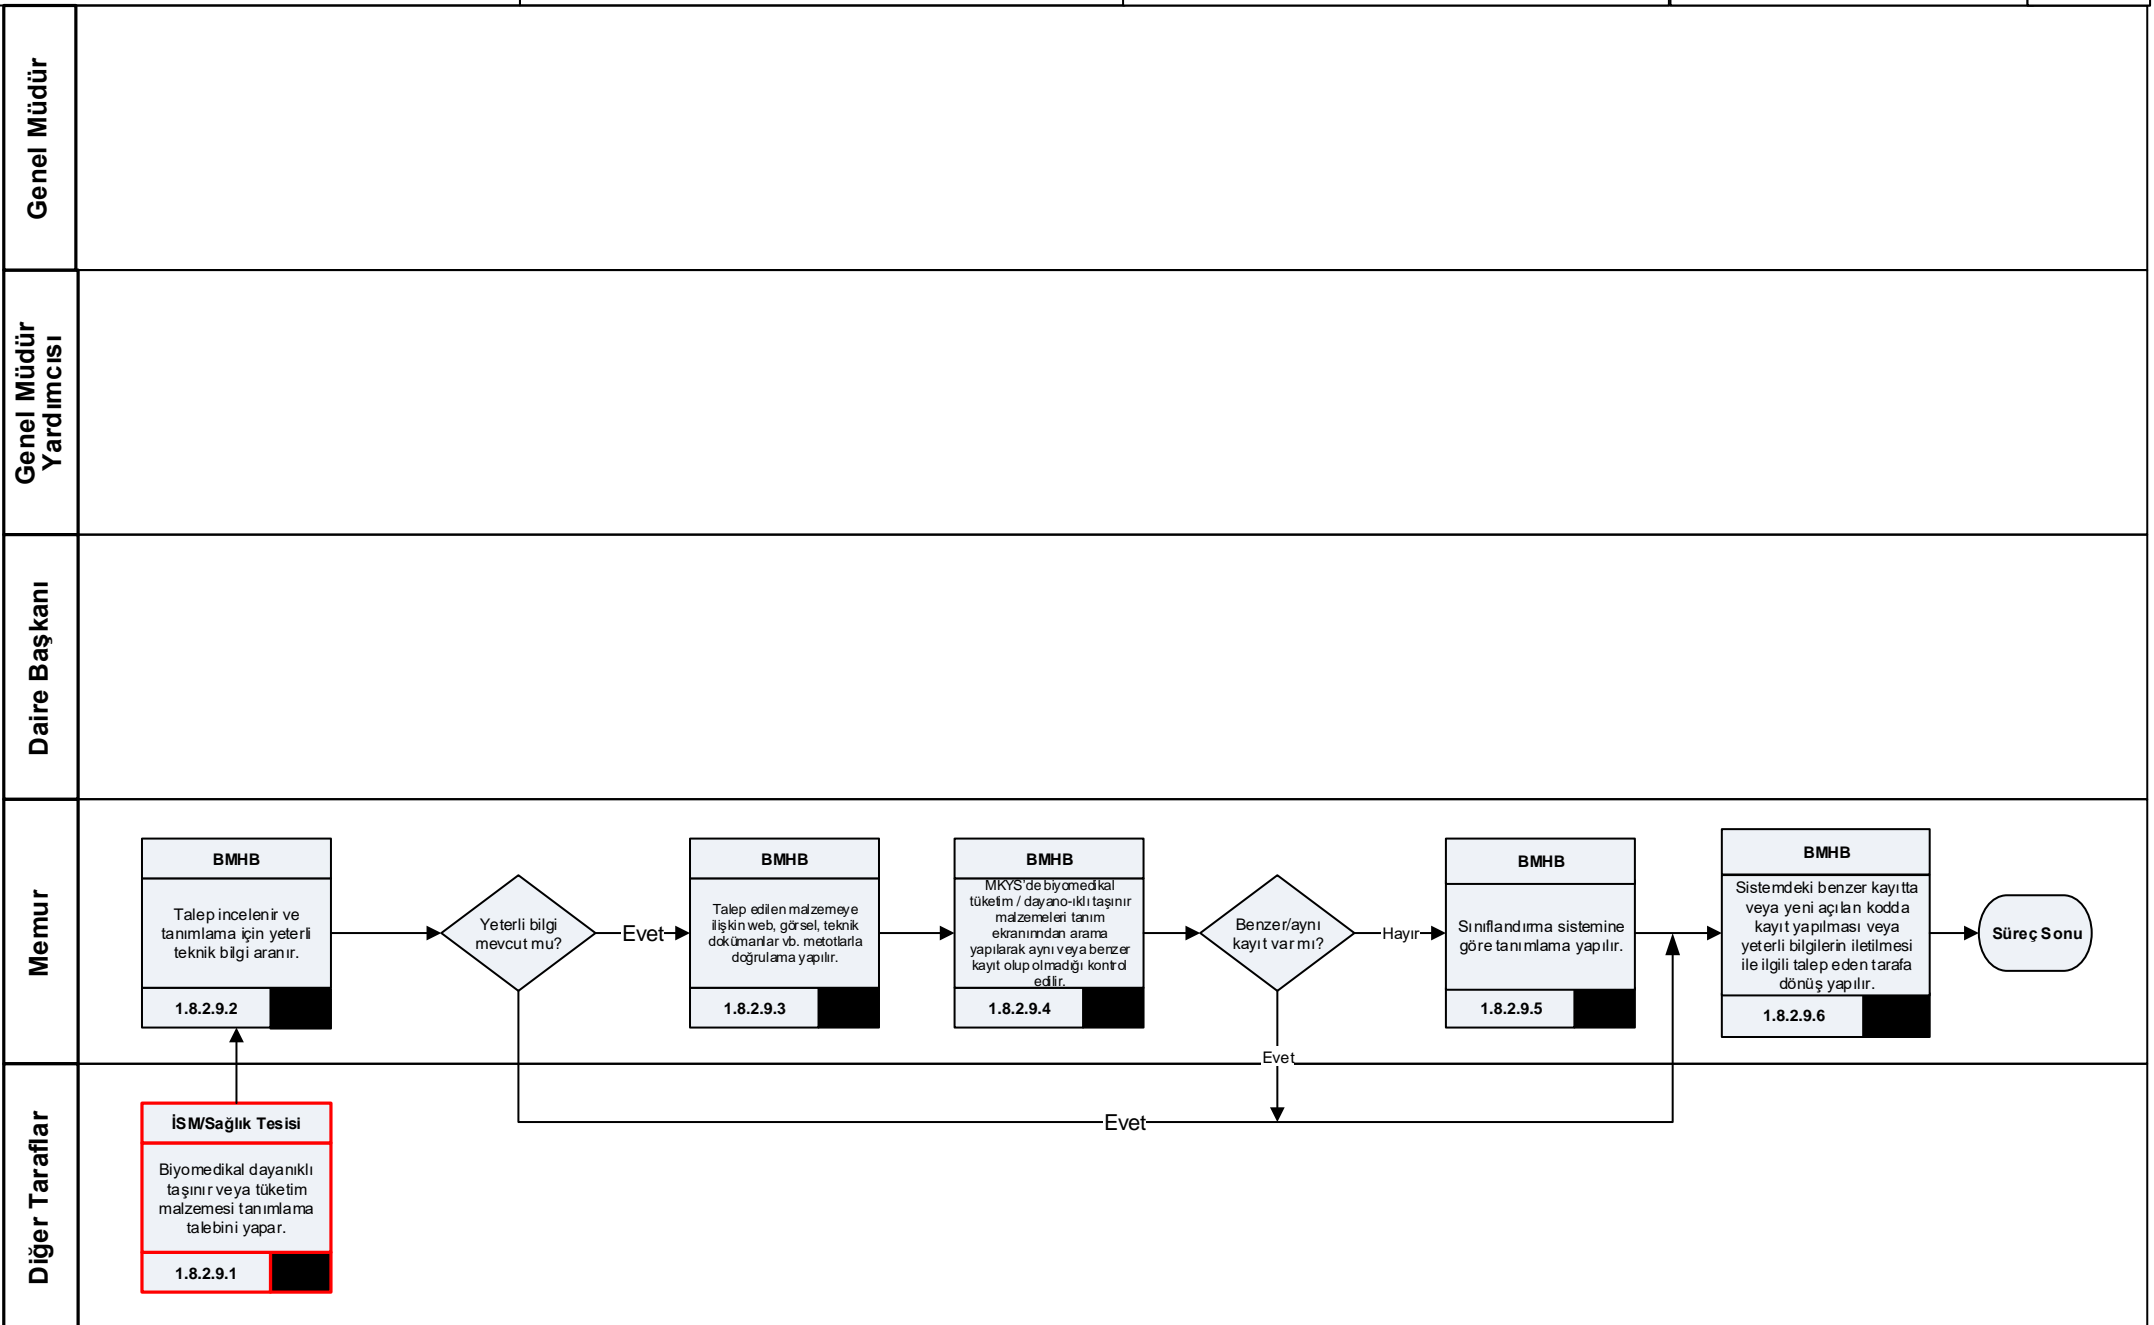 Genel Müdür
Genel Müdür
Yardımcısı
Daire Başkanı
Memur
BMHB
Talep incelenir ve
tanımlama için yeterli
teknik bilgi aranır.
1.8.2.9.2
Yeterli bilgi
mevcut mu?
Evet
BMHB
Talep edilen malzemeye
ilişkin web, görsel, teknik
dokümanlar vb. metotlarla
doğrulama yapılır.
1.8.2.9.3
BMHB
MKYS'de biyomedikal
tüketim / dayano-ıklı taşınır
malzemeleri tanım
ekranından arama
yapılarak aynı veya benzer
kayıt olup olmadığı kontrol
edilir.
1.8.2.9.4
Benzer/aynı
kayıt var mı?
Hayır
BMHB
Sınıflandırma sistemine
göre tanımlama yapılır.
1.8.2.9.5
BMHB
Sistemdeki benzer kayıtta
veya yeni açılan kodda
kayıt yapılması veya
yeterli bilgilerin iletilmesi
ile ilgili talep eden tarafa
dönüş yapılır.
1.8.2.9.6
Süreç Sonu
Evet
Evet
Diğer Taraflar
İSM/Sağlık Tesisi
Biyomedikal dayanıklı
taşınır veya tüketim
malzemesi tanımlama
talebini yapar.
1.8.2.9.1